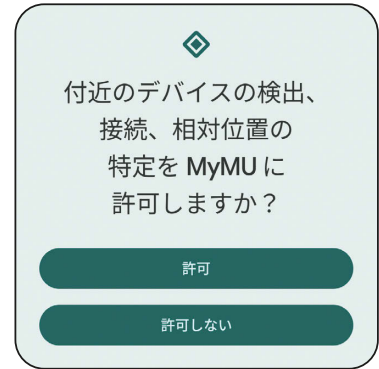 付近のデバイスの検出、
接続、相対位置の
特定を MyMU に
許可しますか？
許可
許可しない